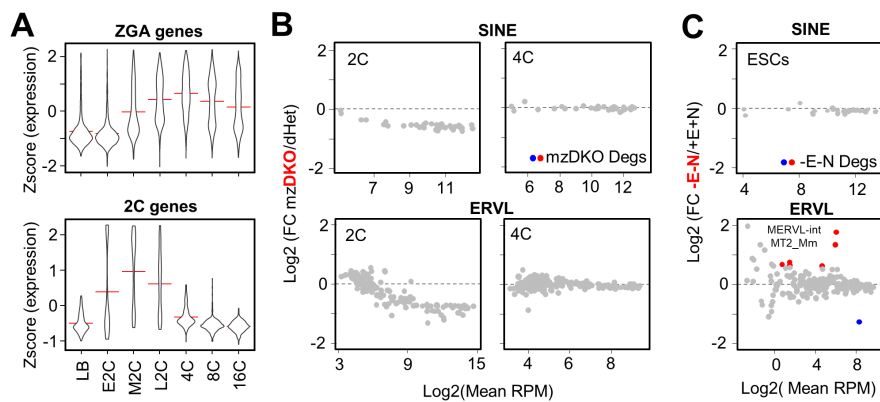 A
ZGA genes
Zscore (expression)
2
1
0
-2
2C genes
Zscore (expression)
2
1
0
-1
LB
E2C
M2C
L2C
4C
8C
16C
B
SINE
Log2 (FC mzDKO/dHet)
2C
2
0
-2
7
9
11
4C
mzDKO Degs
6
8
10
12
ERVL
2C
2
0
-2
3
9
15
4C
4
6
8
Log2(Mean RPM)
C
SINE
Log2 (FC -E-N/+E+N)
ESCs
2
0
-2
-E-N Degs
4
8
12
ERVL
MERVL-int
MT2_Mm
2
0
-2
0
4
8
Log2( Mean RPM)